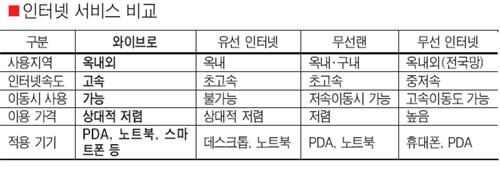 ■인터넷 서비스 비교
구분 와이브로 유선 인터넷 무선랜 무선 인터넷
사용지역 옥내외 옥내 옥내·구내 옥내외(전국망)
인터넷속도 고속 초고속 초고속 중저속
이동시 사용 가능 불가능 저속이동시 가능 고속이동도 가능
이용 가격 상대적 저렴 상대적 저렴 저렴 높음
적용 기기 PDA, 노트북, 스마트폰 등 데스크톱, 노트북 PDA, 노트북 휴대폰, PDA